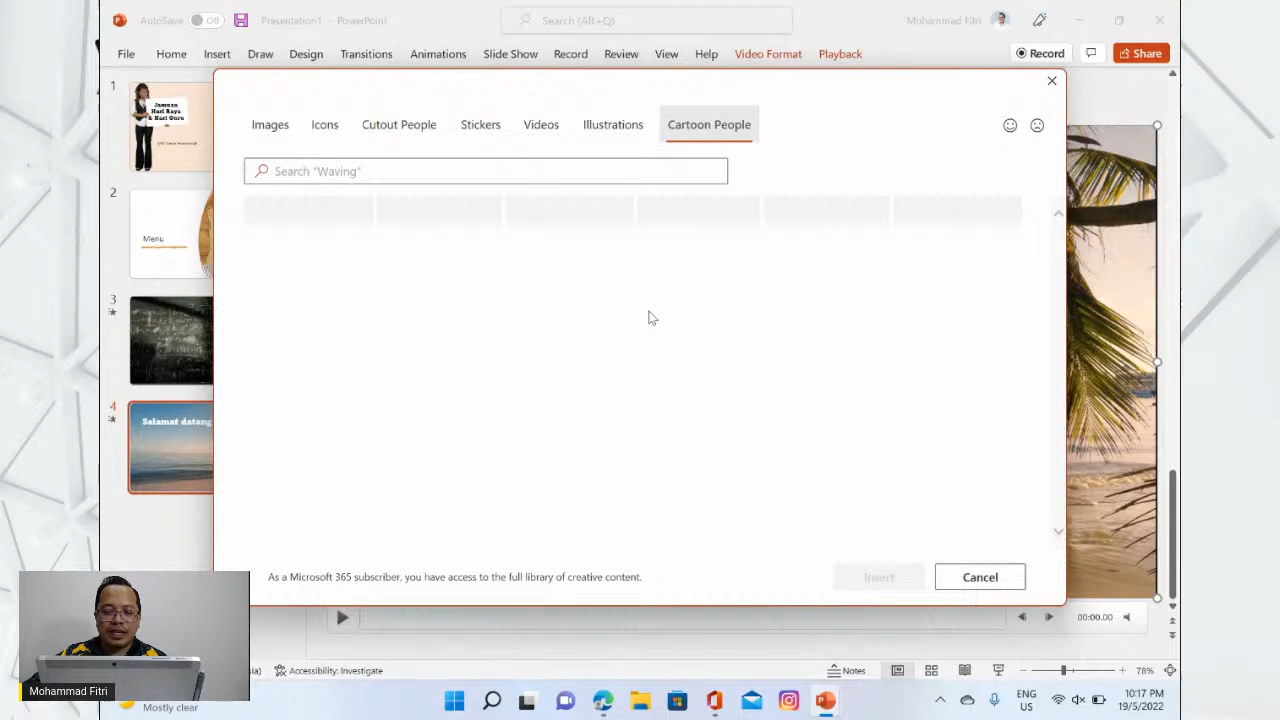 AutoSave Off Presentation1 - PowerPoint Search (Alt+Q) Mohammad Fitri
File Home Insert Draw Design Transitions Animations Slide Show Record Review View Help Video Format Playback Record Share
Images Icons Cutout People Stickers Videos Illustrations Cartoon People
Search "Waving"
1
Jamuan
Hari Raya
& Hari Guru
2
Menu
3
4
Selamat datang
As a Microsoft 365 subscriber, you have access to the full library of creative content.
Insert Cancel
00:00.00
Accessibility: Investigate Notes 78%
Mohammad Fitri
Mostly clear
ENG
US
10:17 PM
19/5/2022